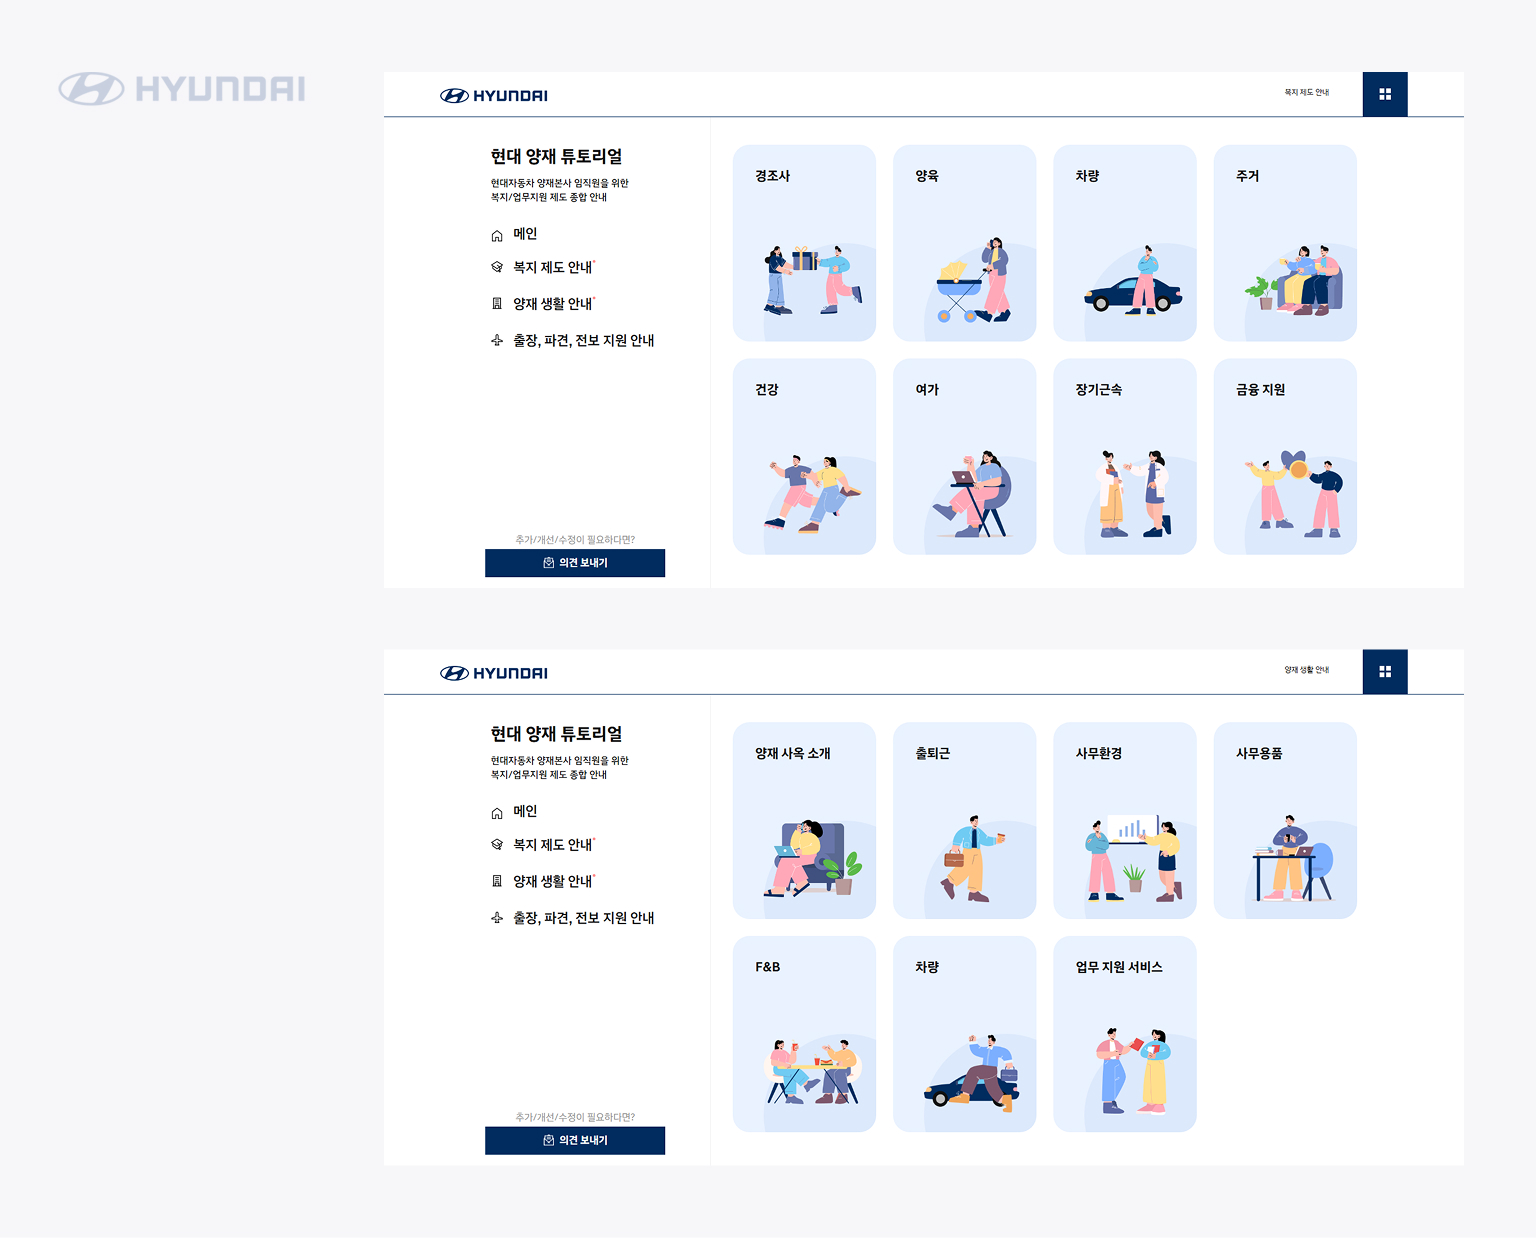 HYUNDAI
HYUNDAI
복지 제도 안내
현대 양재 튜토리얼
현대자동차 양재본사 임직원을 위한
복지/업무지원 제도 종합 안내
메인
복지 제도 안내*
양재 생활 안내*
출장, 파견, 전보 지원 안내
추가/개선/수정이 필요하다면?
의견 보내기
경조사
양육
차량
주거
건강
여가
장기근속
금융 지원
HYUNDAI
양재 생활 안내
현대 양재 튜토리얼
현대자동차 양재본사 임직원을 위한
복지/업무지원 제도 종합 안내
메인
복지 제도 안내*
양재 생활 안내*
출장, 파견, 전보 지원 안내
추가/개선/수정이 필요하다면?
의견 보내기
양재 사옥 소개
출퇴근
사무환경
사무용품
F&B
차량
업무 지원 서비스